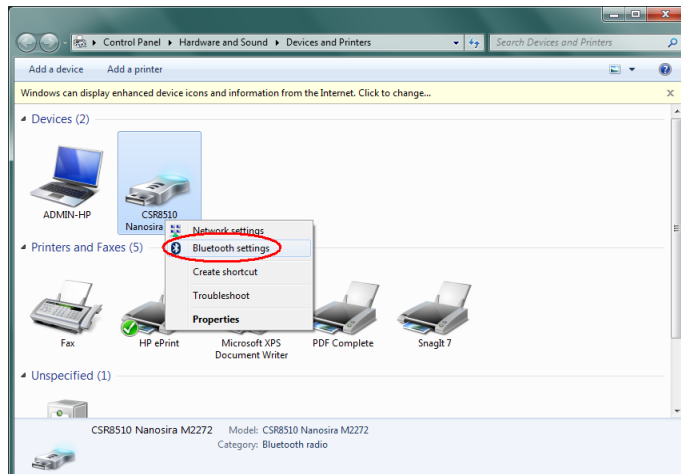 Control Panel ▸ Hardware and Sound ▸ Devices and Printers
Search Devices and Printers
Add a device Add a printer
Windows can display enhanced device icons and information from the Internet. Click to change...
Devices (2)
ADMIN-HP
CSR8510
Nanosira
Network settings
Bluetooth settings
Create shortcut
Troubleshoot
Properties
Printers and Faxes (5)
Fax
HP ePrint
Microsoft XPS
Document Writer
PDF Complete
SnagIt 7
Unspecified (1)
CSR8510 Nanosira M2272 Model: CSR8510 Nanosira M2272
Category: Bluetooth radio